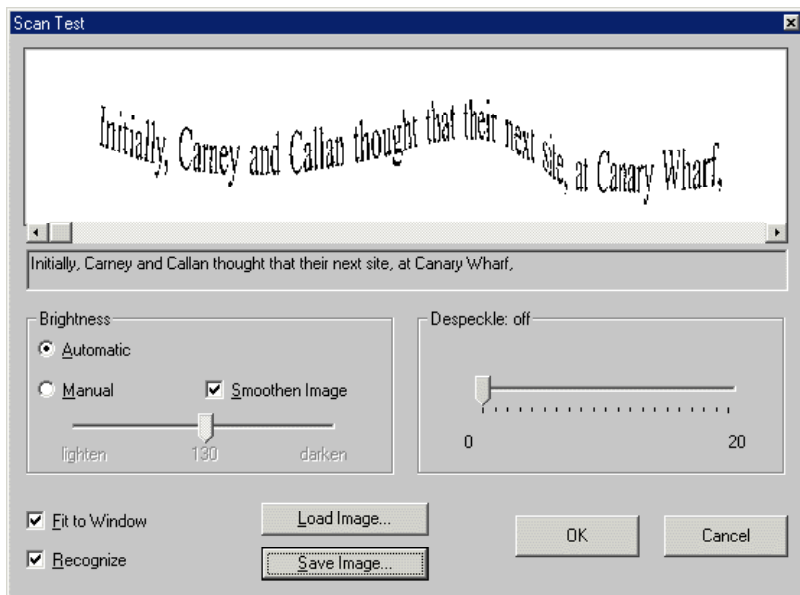 Scan Test
Initially, Carney and Callan thought that their next site, at Canary Wharf,
Initially, Carney and Callan thought that their next site, at Canary Wharf,
Brightness
Automatic
Manual
Smoothen Image
lighten 130 darken
Despeckle: off
0 20
Fit to Window
Recognize
Load Image...
Save Image...
OK
Cancel